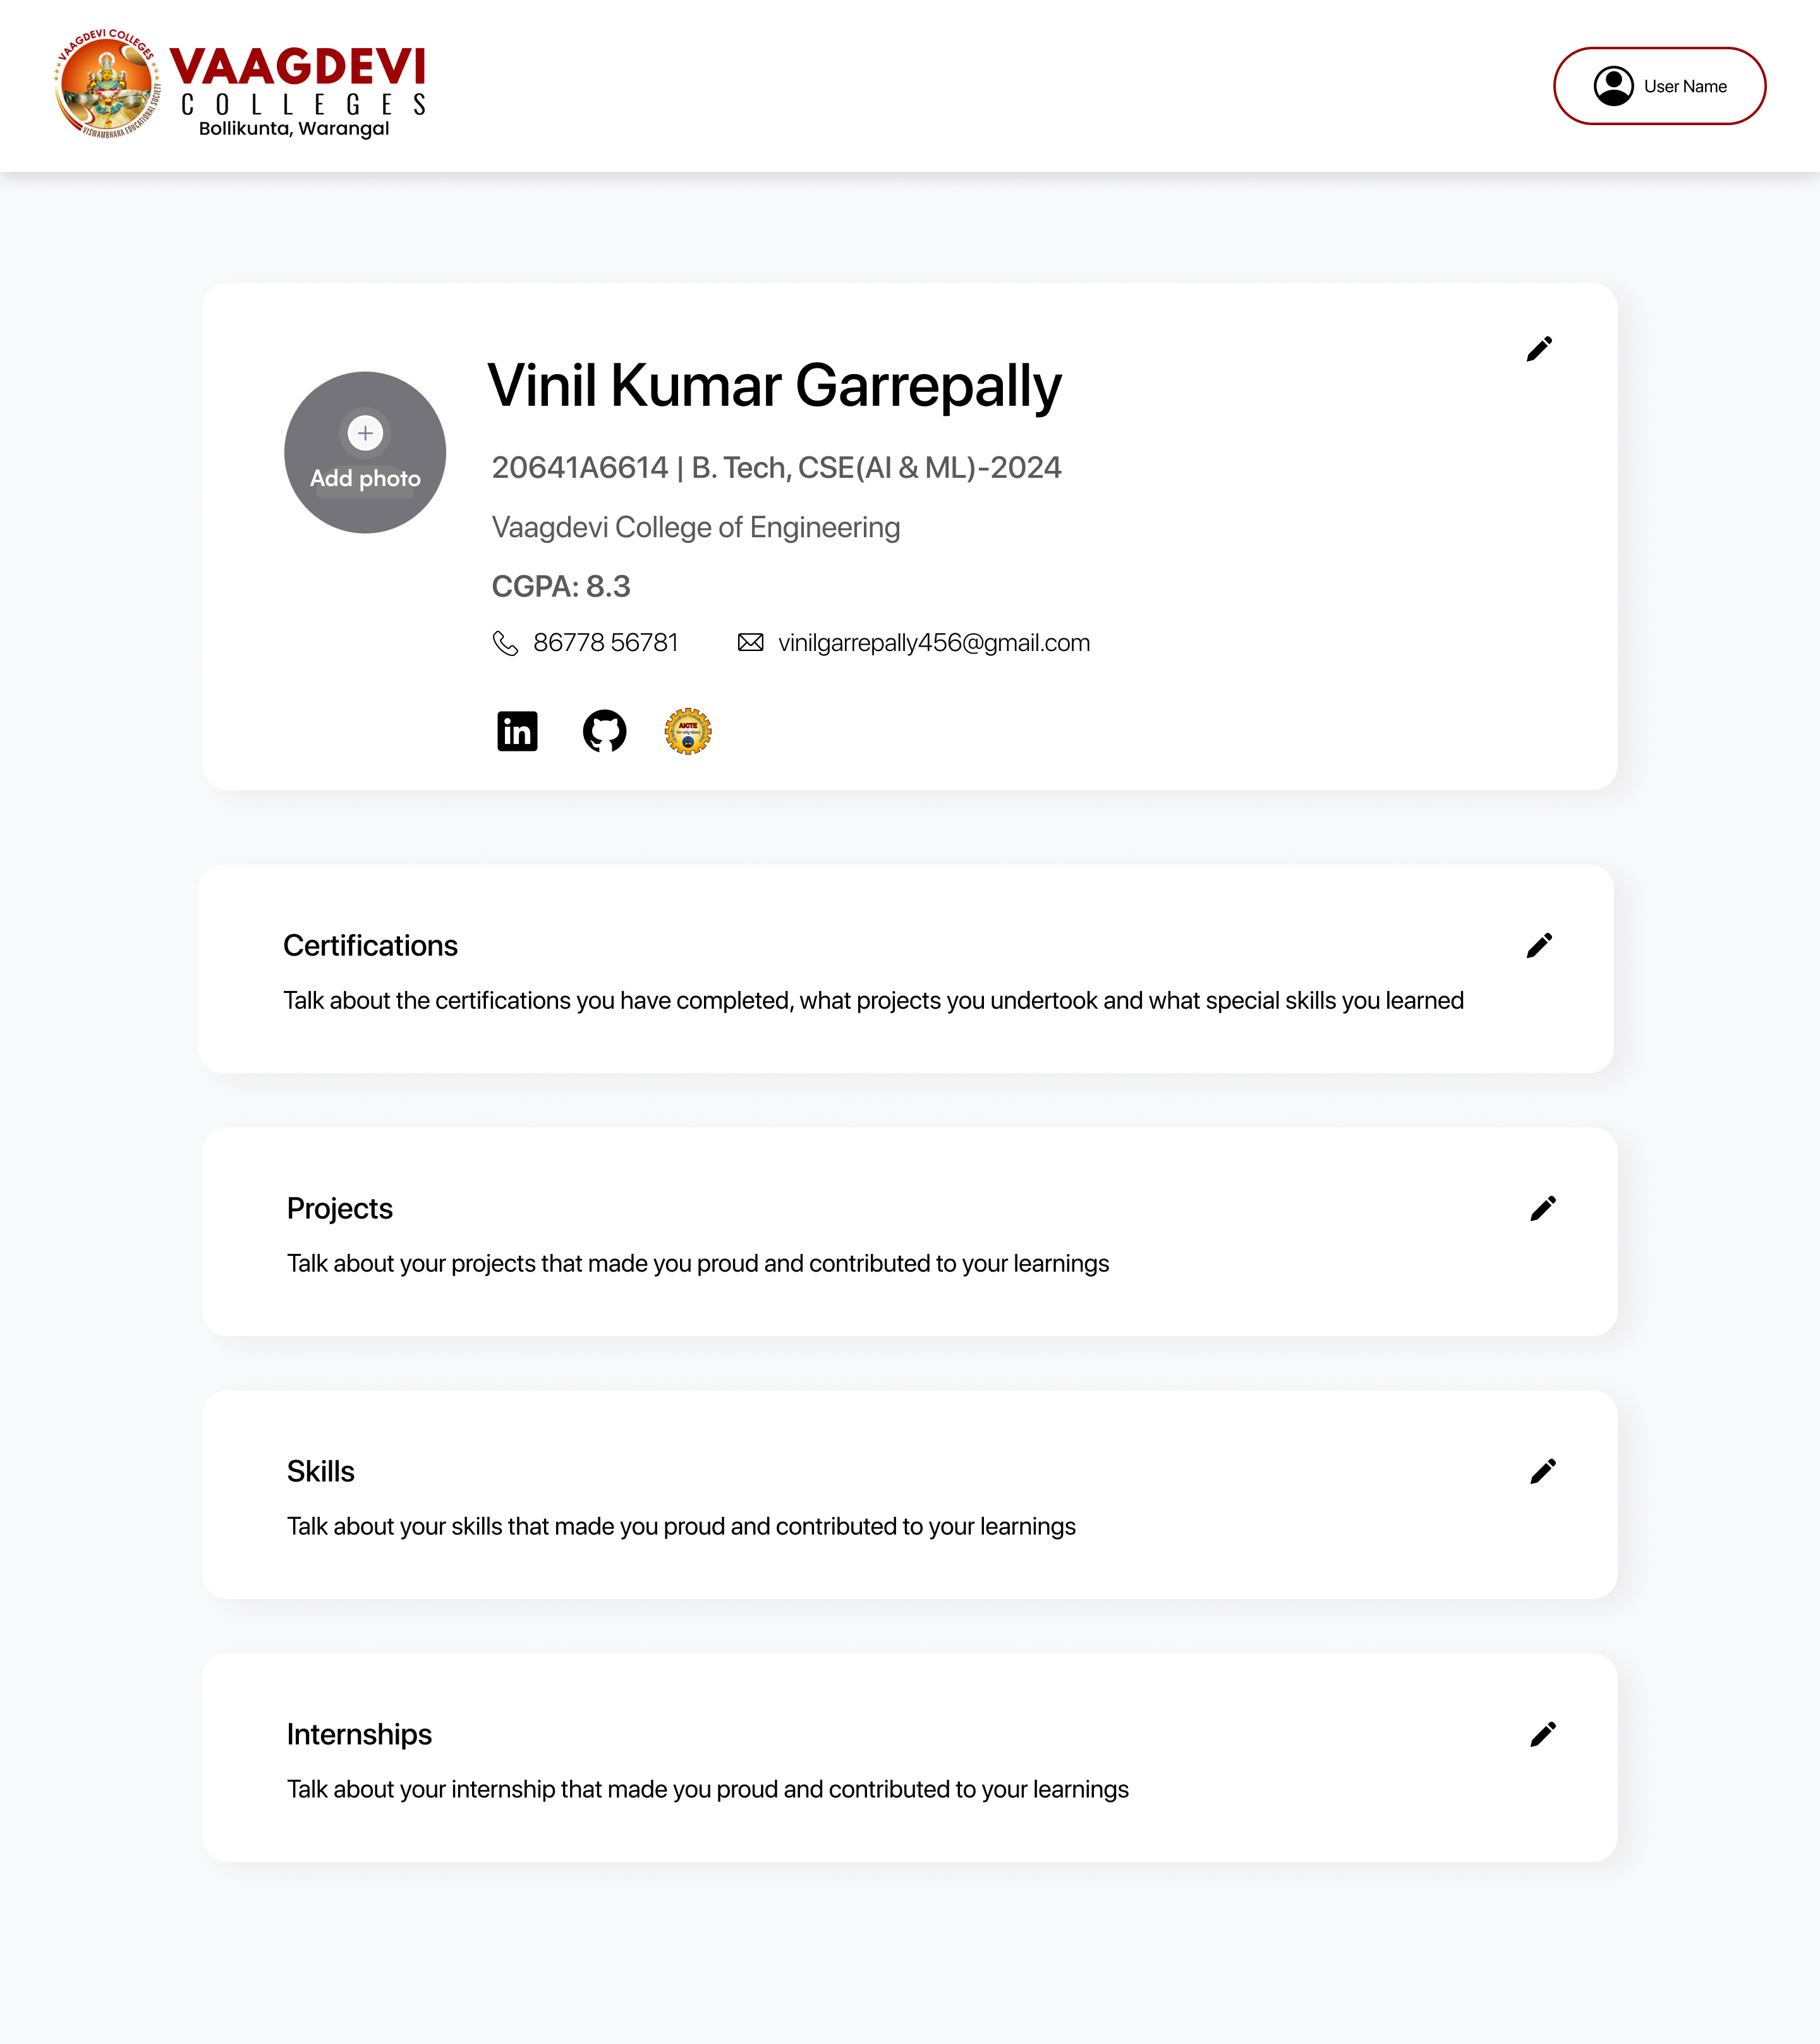 VAAGDEVI COLLEGES
VISWAMBHARA EDUCATIONAL SOCIETY
VAAGDEVI
COLLEGES
Bollikunta, Warangal
User Name
Vinil Kumar Garrepally
20641A6614 | B. Tech, CSE(AI & ML)-2024
Add photo
Vaagdevi College of Engineering
CGPA: 8.3
86778 56781
vinilgarrepally456@gmail.com
in
AICTE
Certifications
Talk about the certifications you have completed, what projects you undertook and what special skills you learned
Projects
Talk about your projects that made you proud and contributed to your learnings
Skills
Talk about your skills that made you proud and contributed to your learnings
Internships
Talk about your internship that made you proud and contributed to your learnings